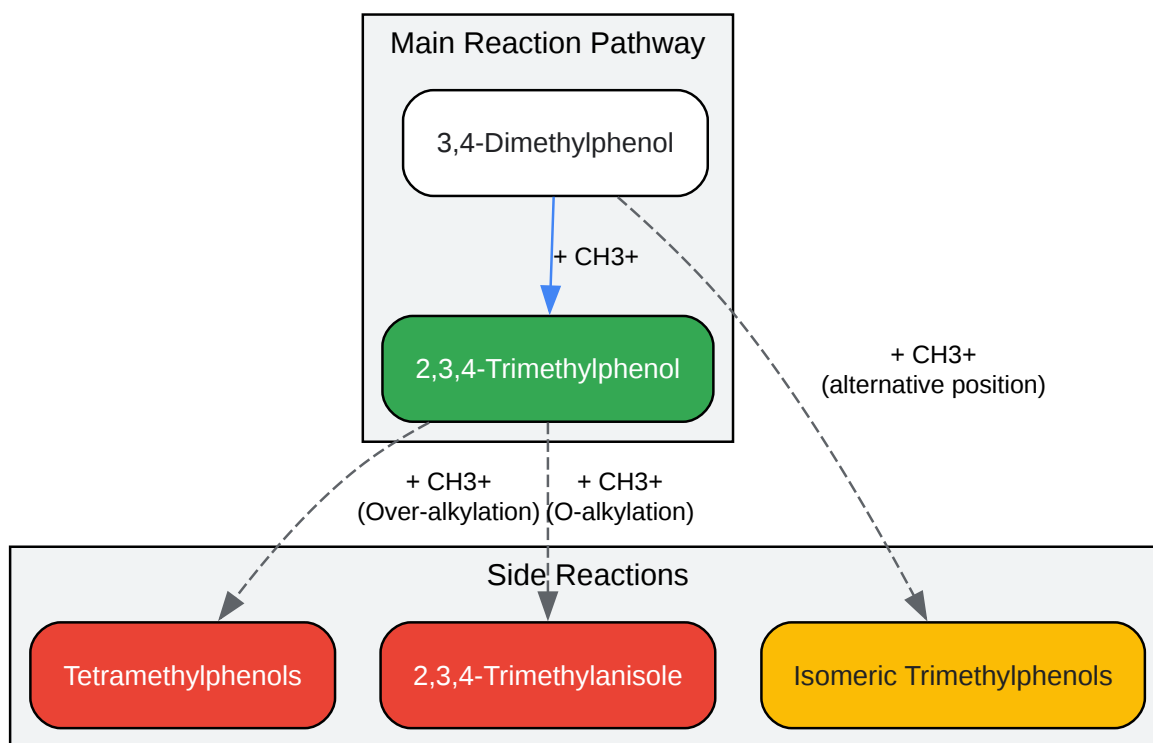 Main Reaction Pathway
3,4-Dimethylphenol
+ CH3+
2,3,4-Trimethylphenol
+ CH3+
(alternative position)
+ CH3+
(Over-alkylation)
+ CH3+
(O-alkylation)
Side Reactions
Tetramethylphenols
2,3,4-Trimethylanisole
Isomeric Trimethylphenols